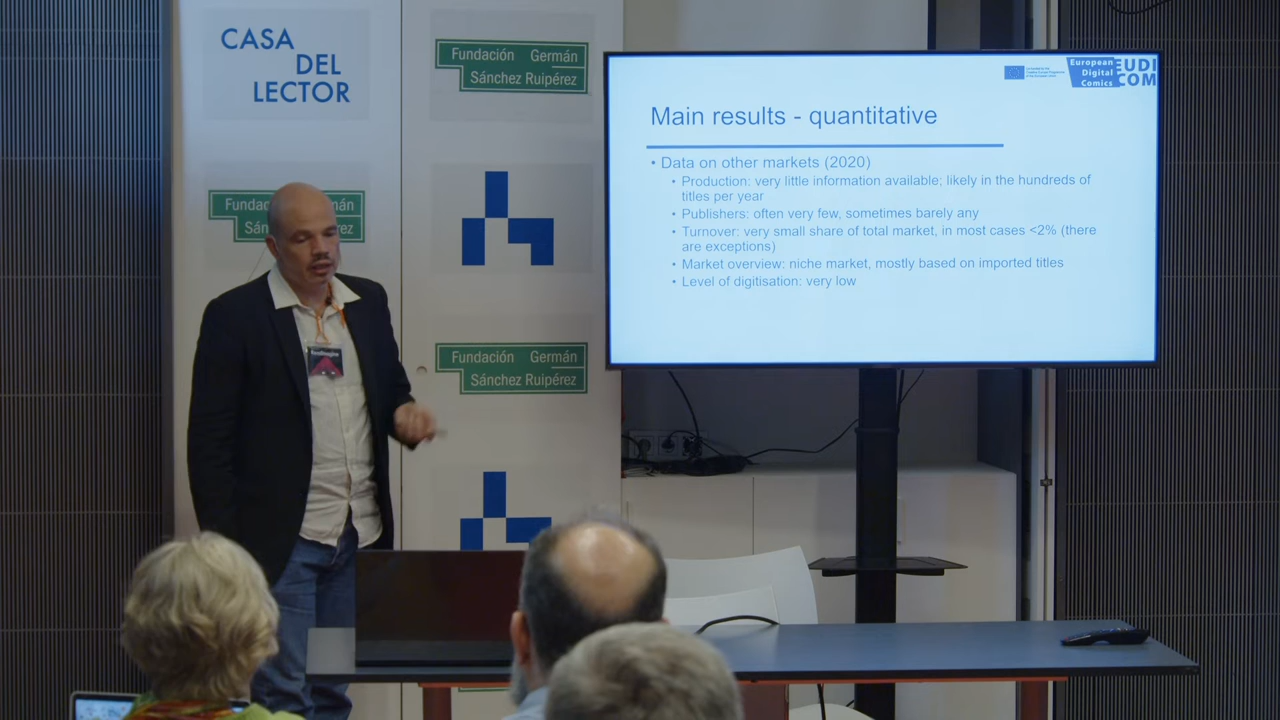 CASA
DEL
LECTOR
Fundación Germán
Sánchez Ruipérez
Fundación Germán
Sánchez Ruipérez
European
Digital
Comics
EUDI
COM
Main results - quantitative
• Data on other markets (2020)
• Production: very little information available; likely in the hundreds of
titles per year
• Publishers: often very few, sometimes barely any
• Turnover: very small share of total market, in most cases <2% (there
are exceptions)
• Market overview: niche market, mostly based on imported titles
• Level of digitisation: very low